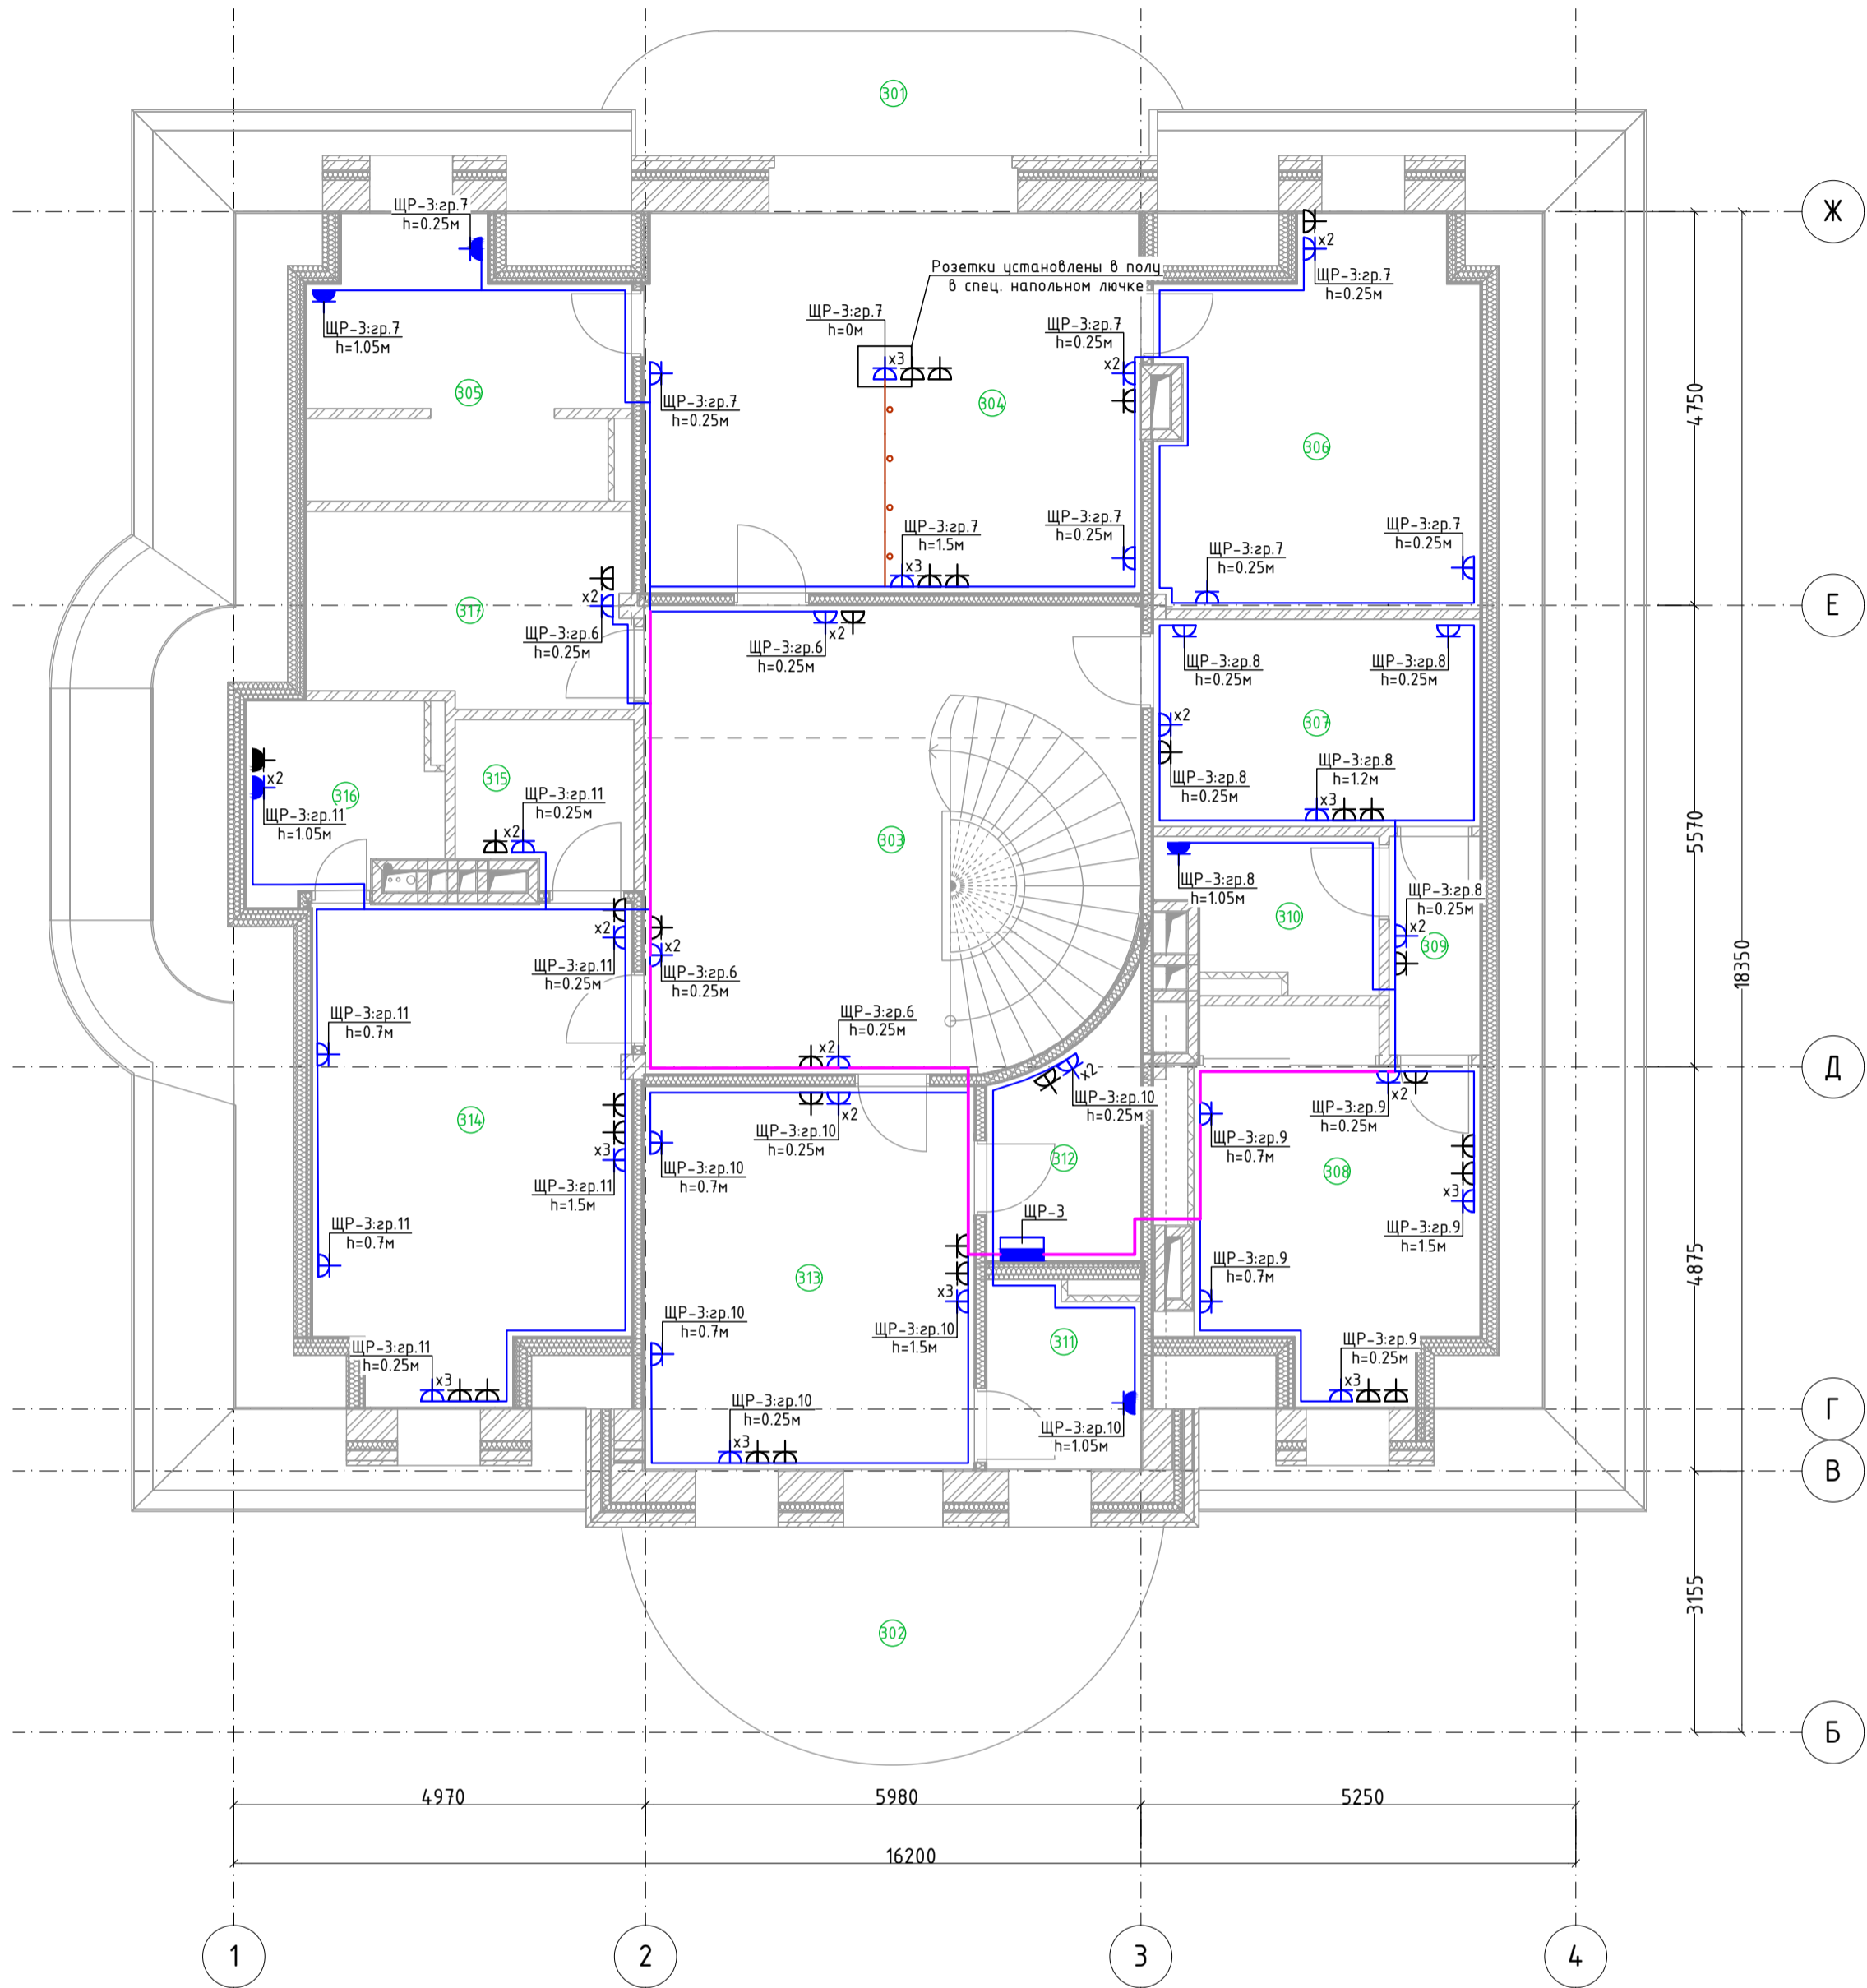 301
Ж
ЩР-3:гр.7
h=0.25м
Розетки установлены в полу
в спец. напольном лючке
x2
ЩР-3:гр.7
h=0.25м
ЩР-3:гр.7
h=1.05м
ЩР-3:гр.7
h=0м
x3
ЩР-3:гр.7
h=0.25м
x2
305
ЩР-3:гр.7
h=0.25м
304
306
4750
ЩР-3:гр.7
h=1.5м
x3
ЩР-3:гр.7
h=0.25м
ЩР-3:гр.7
h=0.25м
ЩР-3:гр.7
h=0.25м
Е
317
x2
ЩР-3:гр.6
h=0.25м
x2
ЩР-3:гр.6
h=0.25м
ЩР-3:гр.8
h=0.25м
ЩР-3:гр.8
h=0.25м
x2
307
ЩР-3:гр.8
h=0.25м
ЩР-3:гр.8
h=1.2м
x3
x2
316
ЩР-3:гр.11
h=1.05м
315
ЩР-3:гр.11
h=0.25м
x2
303
5570
ЩР-3:гр.8
h=1.05м
ЩР-3:гр.8
h=0.25м
x2
310
309
x2
ЩР-3:гр.11
h=0.25м
x2
ЩР-3:гр.6
h=0.25м
18350
ЩР-3:гр.11
h=0.7м
ЩР-3:гр.6
h=0.25м
x2
Д
x2
ЩР-3:гр.10
h=0.25м
x2
ЩР-3:гр.9
h=0.25м
x2
ЩР-3:гр.10
h=0.25м
314
ЩР-3:гр.9
h=0.7м
x3
ЩР-3:гр.11
h=1.5м
ЩР-3:гр.10
h=0.7м
312
308
x3
ЩР-3:гр.9
h=1.5м
ЩР-3:гр.11
h=0.7м
ЩР-3
313
x3
ЩР-3:гр.10
h=1.5м
ЩР-3:гр.9
h=0.7м
4875
ЩР-3:гр.10
h=0.7м
311
ЩР-3:гр.11
h=0.25м
x3
ЩР-3:гр.9
h=0.25м
x3
Г
ЩР-3:гр.10
h=0.25м
x3
ЩР-3:гр.10
h=1.05м
В
3155
302
Б
4970
5980
5250
16200
1
2
3
4